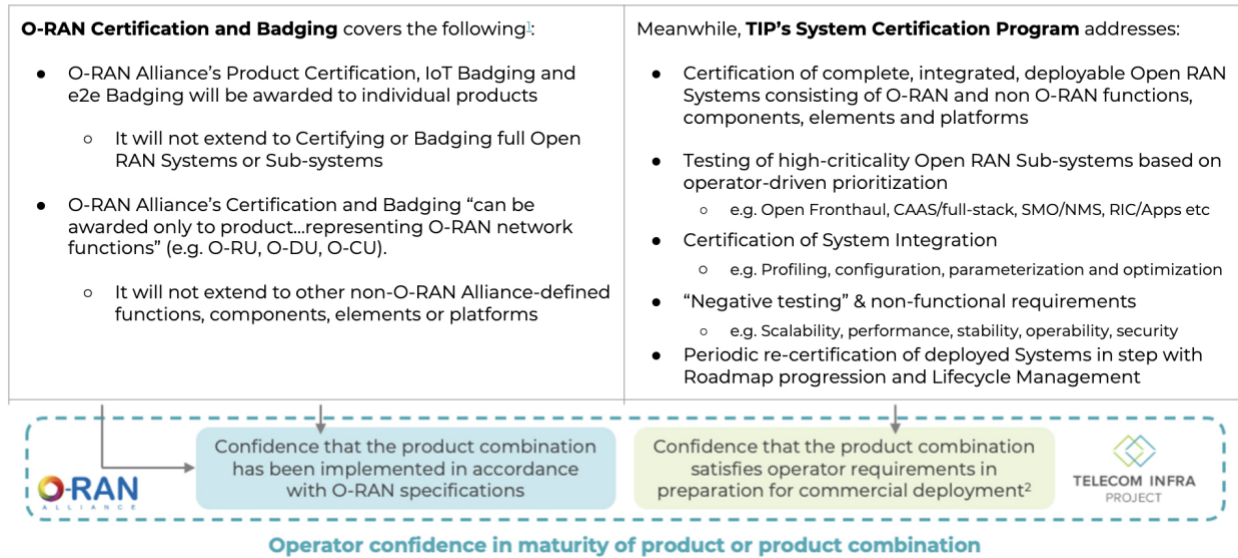 O-RAN Certification and Badging covers the following¹:
● O-RAN Alliance's Product Certification, IoT Badging and
e2e Badging will be awarded to individual products
○ It will not extend to Certifying or Badging full Open
RAN Systems or Sub-systems
● O-RAN Alliance's Certification and Badging “can be
awarded only to product...representing O-RAN network
functions” (e.g. O-RU, O-DU, O-CU).
○ It will not extend to other non-O-RAN Alliance-defined
functions, components, elements or platforms
Meanwhile, TIP's System Certification Program addresses:
● Certification of complete, integrated, deployable Open RAN
Systems consisting of O-RAN and non O-RAN functions,
components, elements and platforms
● Testing of high-criticality Open RAN Sub-systems based on
operator-driven prioritization
○ e.g. Open Fronthaul, CAAS/full-stack, SMO/NMS, RIC/Apps etc
● Certification of System Integration
○ e.g. Profiling, configuration, parameterization and optimization
● “Negative testing” & non-functional requirements
○ e.g. Scalability, performance, stability, operability, security
● Periodic re-certification of deployed Systems in step with
Roadmap progression and Lifecycle Management
O-RAN
ALLIANCE
Confidence that the product combination
has been implemented in accordance
with O-RAN specifications
Confidence that the product combination
satisfies operator requirements in
preparation for commercial deployment²
TELECOM INFRA
PROJECT
Operator confidence in maturity of product or product combination